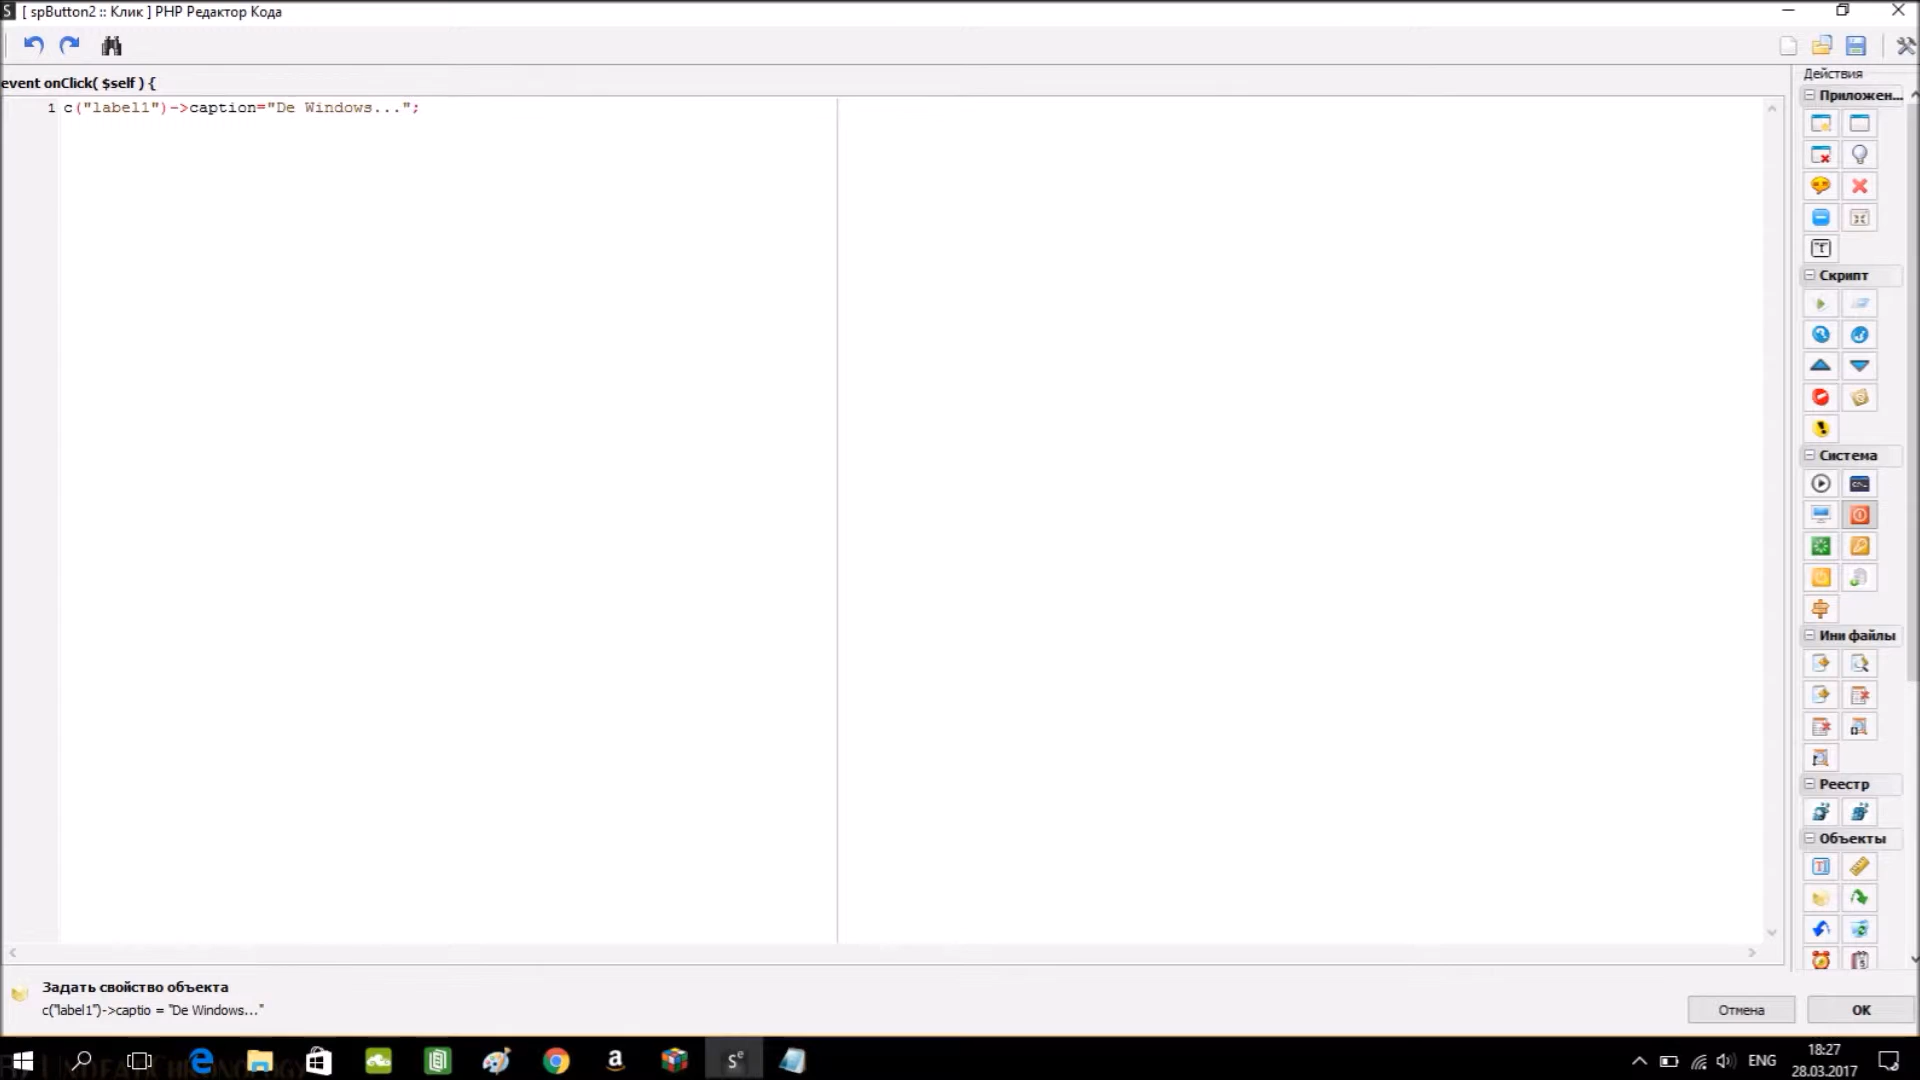 [ spButton2 :: Клик ] PHP Редактор Кода
event onClick( $self ) {
Действия
1 c("label1")->caption="De Windows...";
Приложен...
Скрипт
Система
Ини файлы
Реестр
Объекты
Задать свойство объекта
c("label1")->captio = "De Windows..."
Отмена
ОК
ENG
18:27
28.03.2017